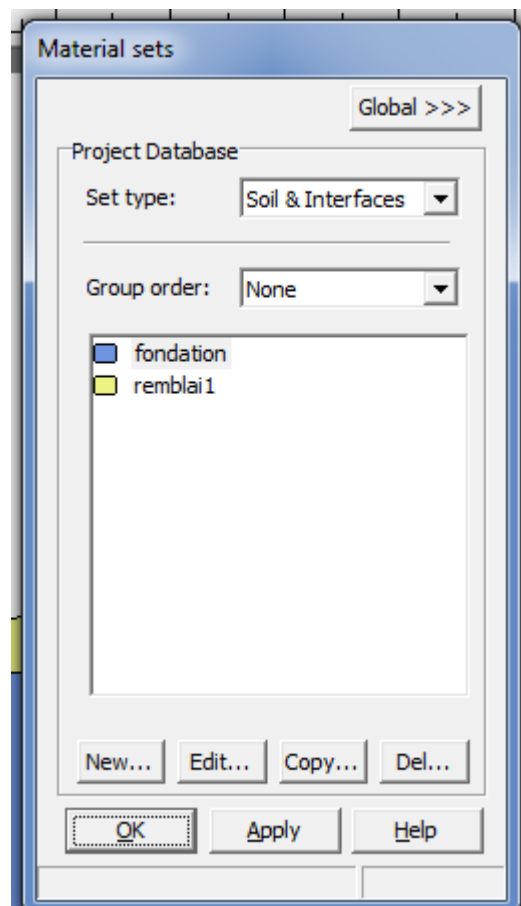 Material sets
Global >>>
Project Database
Set type: Soil & Interfaces
Group order: None
fondation
remblai1
New... Edit... Copy... Del...
OK Apply Help